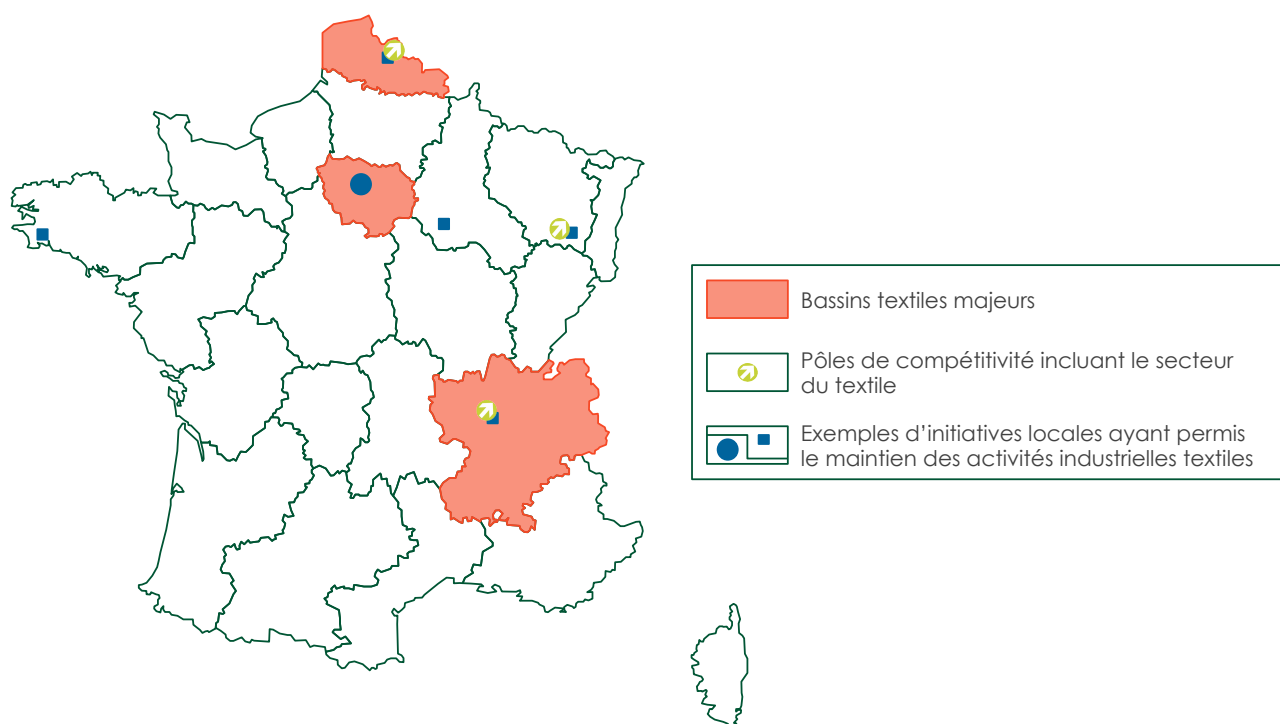 Bassins textiles majeurs
Pôles de compétitivité incluant le secteur
du textile
Exemples d’initiatives locales ayant permis
le maintien des activités industrielles textiles